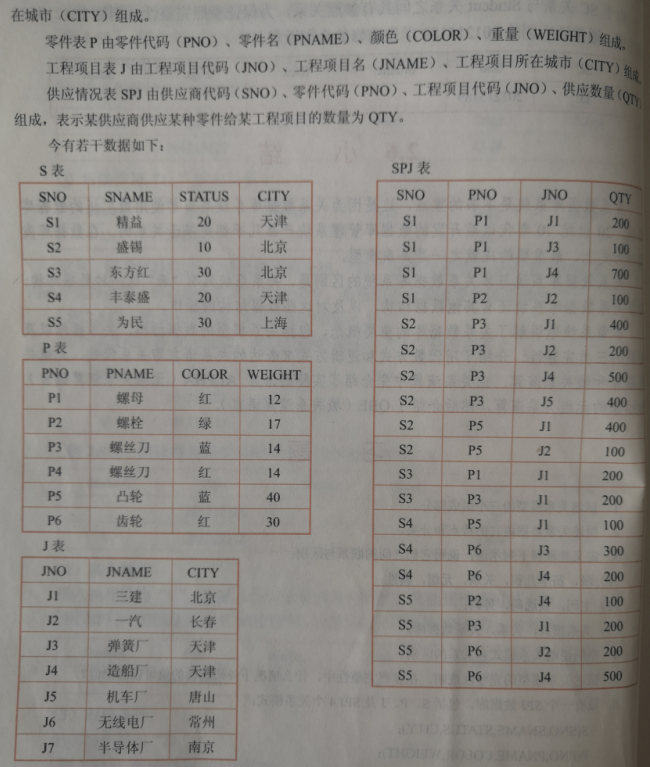 在城市（CITY）组成。
零件表 P 由零件代码（PNO）、零件名（PNAME）、颜色（COLOR）、重量（WEIGHT）组成。
工程项目表 J 由工程项目代码（JNO）、工程项目名（JNAME）、工程项目所在城市（CITY）组成
供应情况表 SPJ 由供应商代码（SNO）、零件代码（PNO）、工程项目代码（JNO）、供应数量（QTY）
组成，表示某供应商供应某种零件给某工程项目的数量为 QTY。
今有若干数据如下：
S 表
SNO SNAME STATUS CITY
S1 精益 20 天津
S2 盛锡 10 北京
S3 东方红 30 北京
S4 丰泰盛 20 天津
S5 为民 30 上海
P 表
PNO PNAME COLOR WEIGHT
P1 螺母 红 12
P2 螺栓 绿 17
P3 螺丝刀 蓝 14
P4 螺丝刀 红 14
P5 凸轮 蓝 40
P6 齿轮 红 30
J 表
JNO JNAME CITY
J1 三建 北京
J2 一汽 长春
J3 弹簧厂 天津
J4 造船厂 天津
J5 机车厂 唐山
J6 无线电厂 常州
J7 半导体厂 南京
SPJ 表
SNO PNO JNO QTY
S1 P1 J1 200
S1 P1 J3 100
S1 P1 J4 700
S1 P2 J2 100
S2 P3 J1 400
S2 P3 J2 200
S2 P3 J4 500
S2 P3 J5 400
S2 P5 J1 400
S2 P5 J2 100
S3 P1 J1 200
S3 P3 J1 200
S4 P5 J1 100
S4 P6 J3 300
S4 P6 J4 200
S5 P2 J4 100
S5 P3 J1 200
S5 P6 J2 200
S5 P6 J4 500